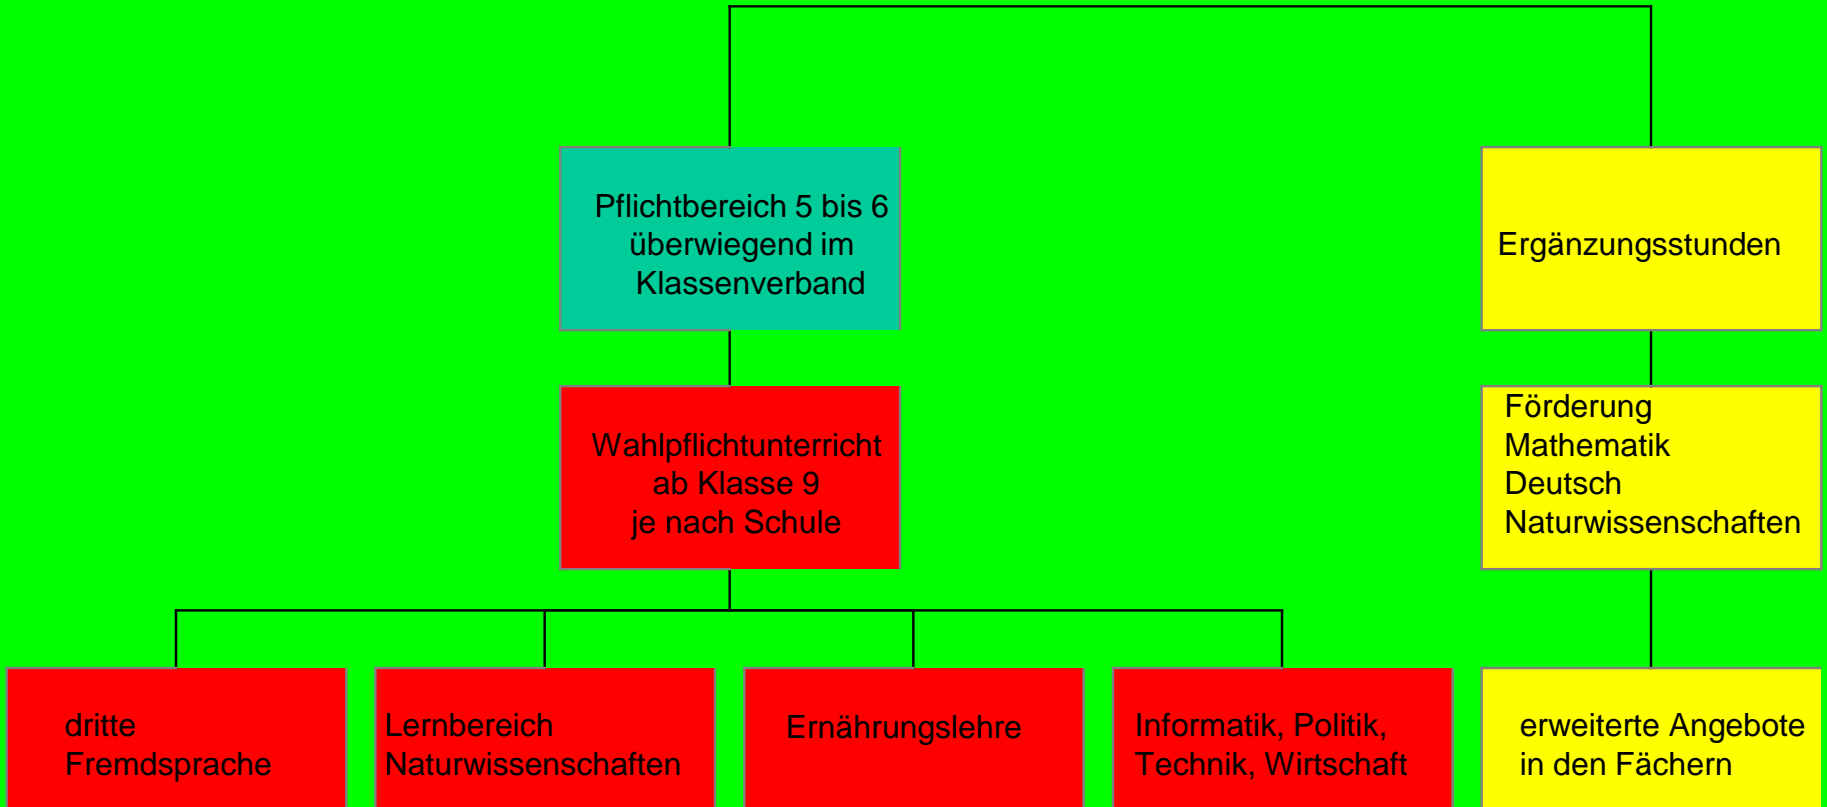 Pflichtbereich 5 bis 6
überwiegend im
Klassenverband
Ergänzungsstunden
Wahlpflichtunterricht
ab Klasse 9
je nach Schule
Förderung
Mathematik
Deutsch
Naturwissenschaften
dritte
Fremdsprache
Lernbereich
Naturwissenschaften
Ernährungslehre
Informatik, Politik,
Technik, Wirtschaft
erweiterte Angebote
in den Fächern